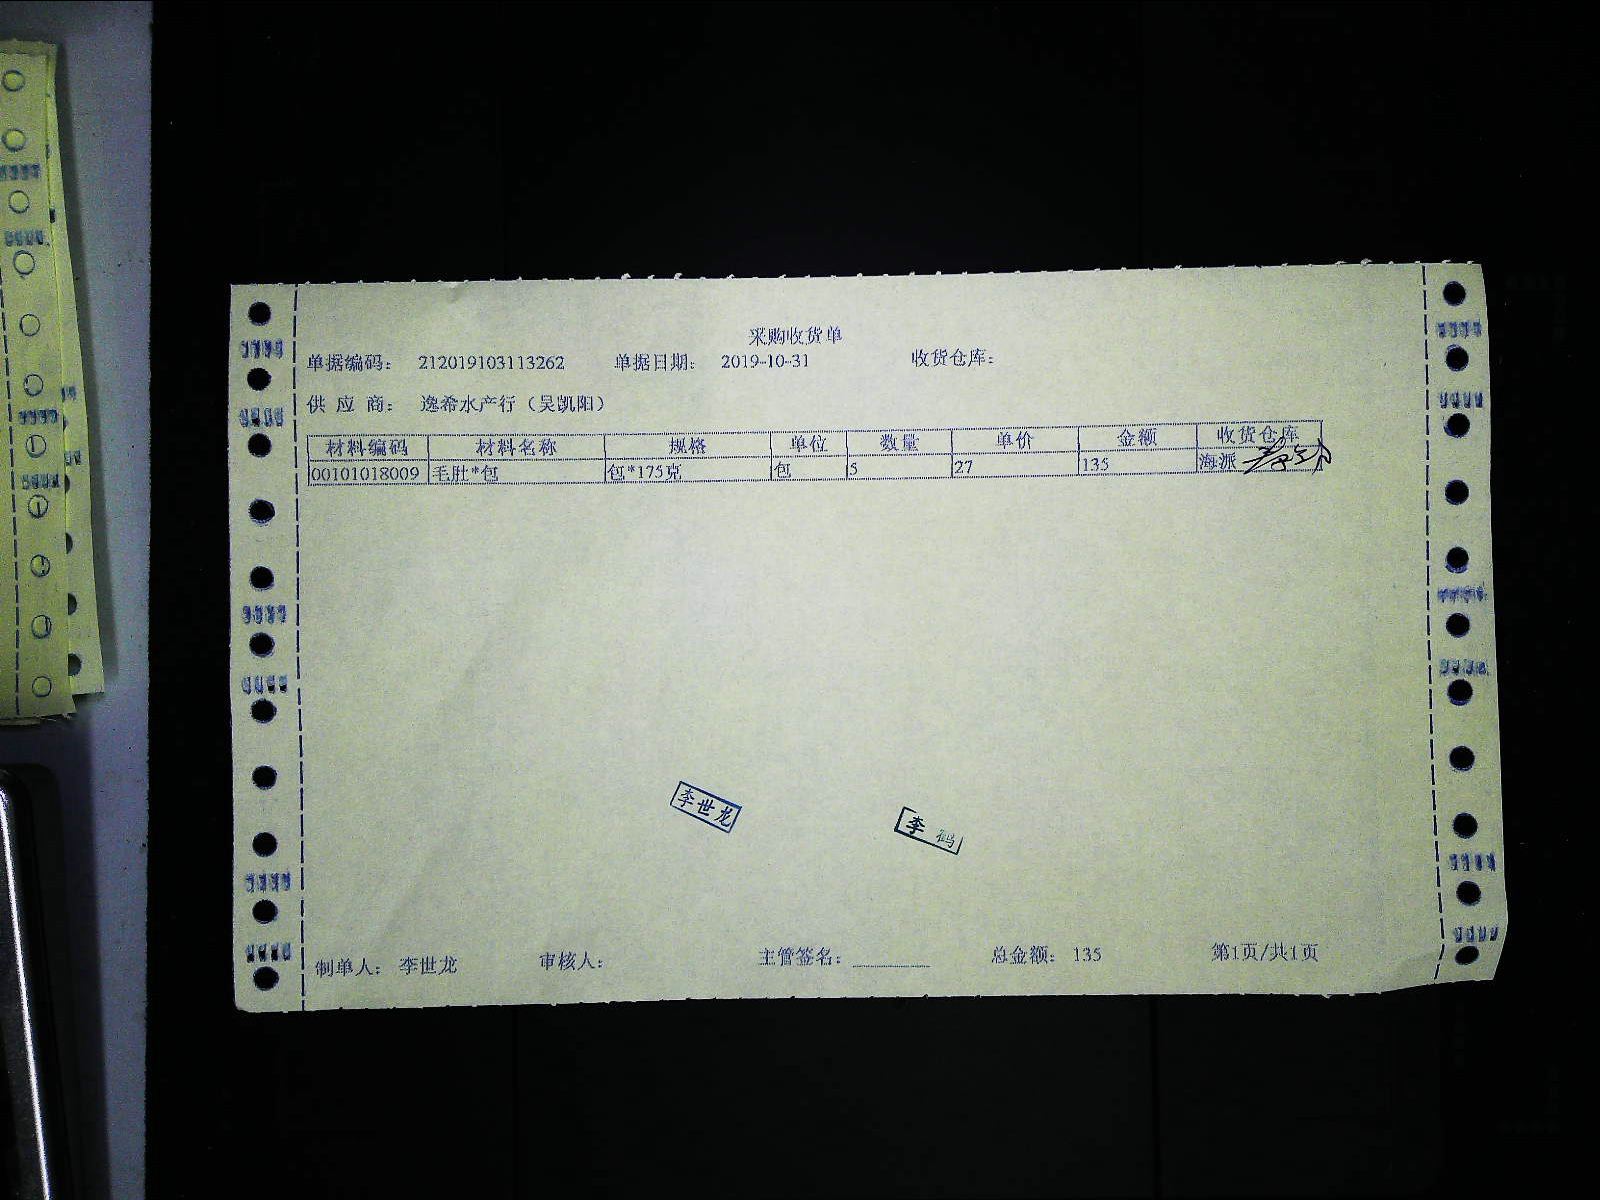 采购收货单
单据编码： 212019103113262 单据日期： 2019-10-31 收货仓库：
供 应 商： 逸希水产行（吴凯阳）
材料编码 材料名称 规格 单位 数量 单价 金额 收货仓库
00101018009 毛肚*包 包*175克 包 5 27 135 海派
李世龙
李 鹤
制单人： 李世龙 审核人： 主管签名： 总金额： 135 第1页/共1页